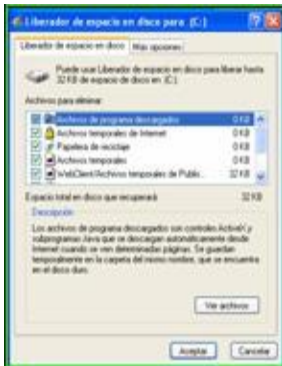 Liberador de espacio en disco para (C:)
Liberador de espacio en disco Más opciones
Puede usar Liberador de espacio en disco para liberar hasta
32 KB de espacio de disco en (C:).
Archivos para eliminar:
Archivos de programa descargados 0 KB
Archivos temporales de Internet 0 KB
Papelera de reciclaje 0 KB
Archivos temporales 0 KB
WebClient/Archivos temporales de Public... 32 KB
Espacio total en disco que recuperará: 32 KB
Descripción
Los archivos de programa descargados son controles ActiveX y
subprogramas Java que se descargan automáticamente desde
Internet cuando se ven determinadas páginas. Se guardan
temporalmente en la carpeta del mismo nombre, que se encuentra
en el disco duro.
Ver archivos
Aceptar Cancelar